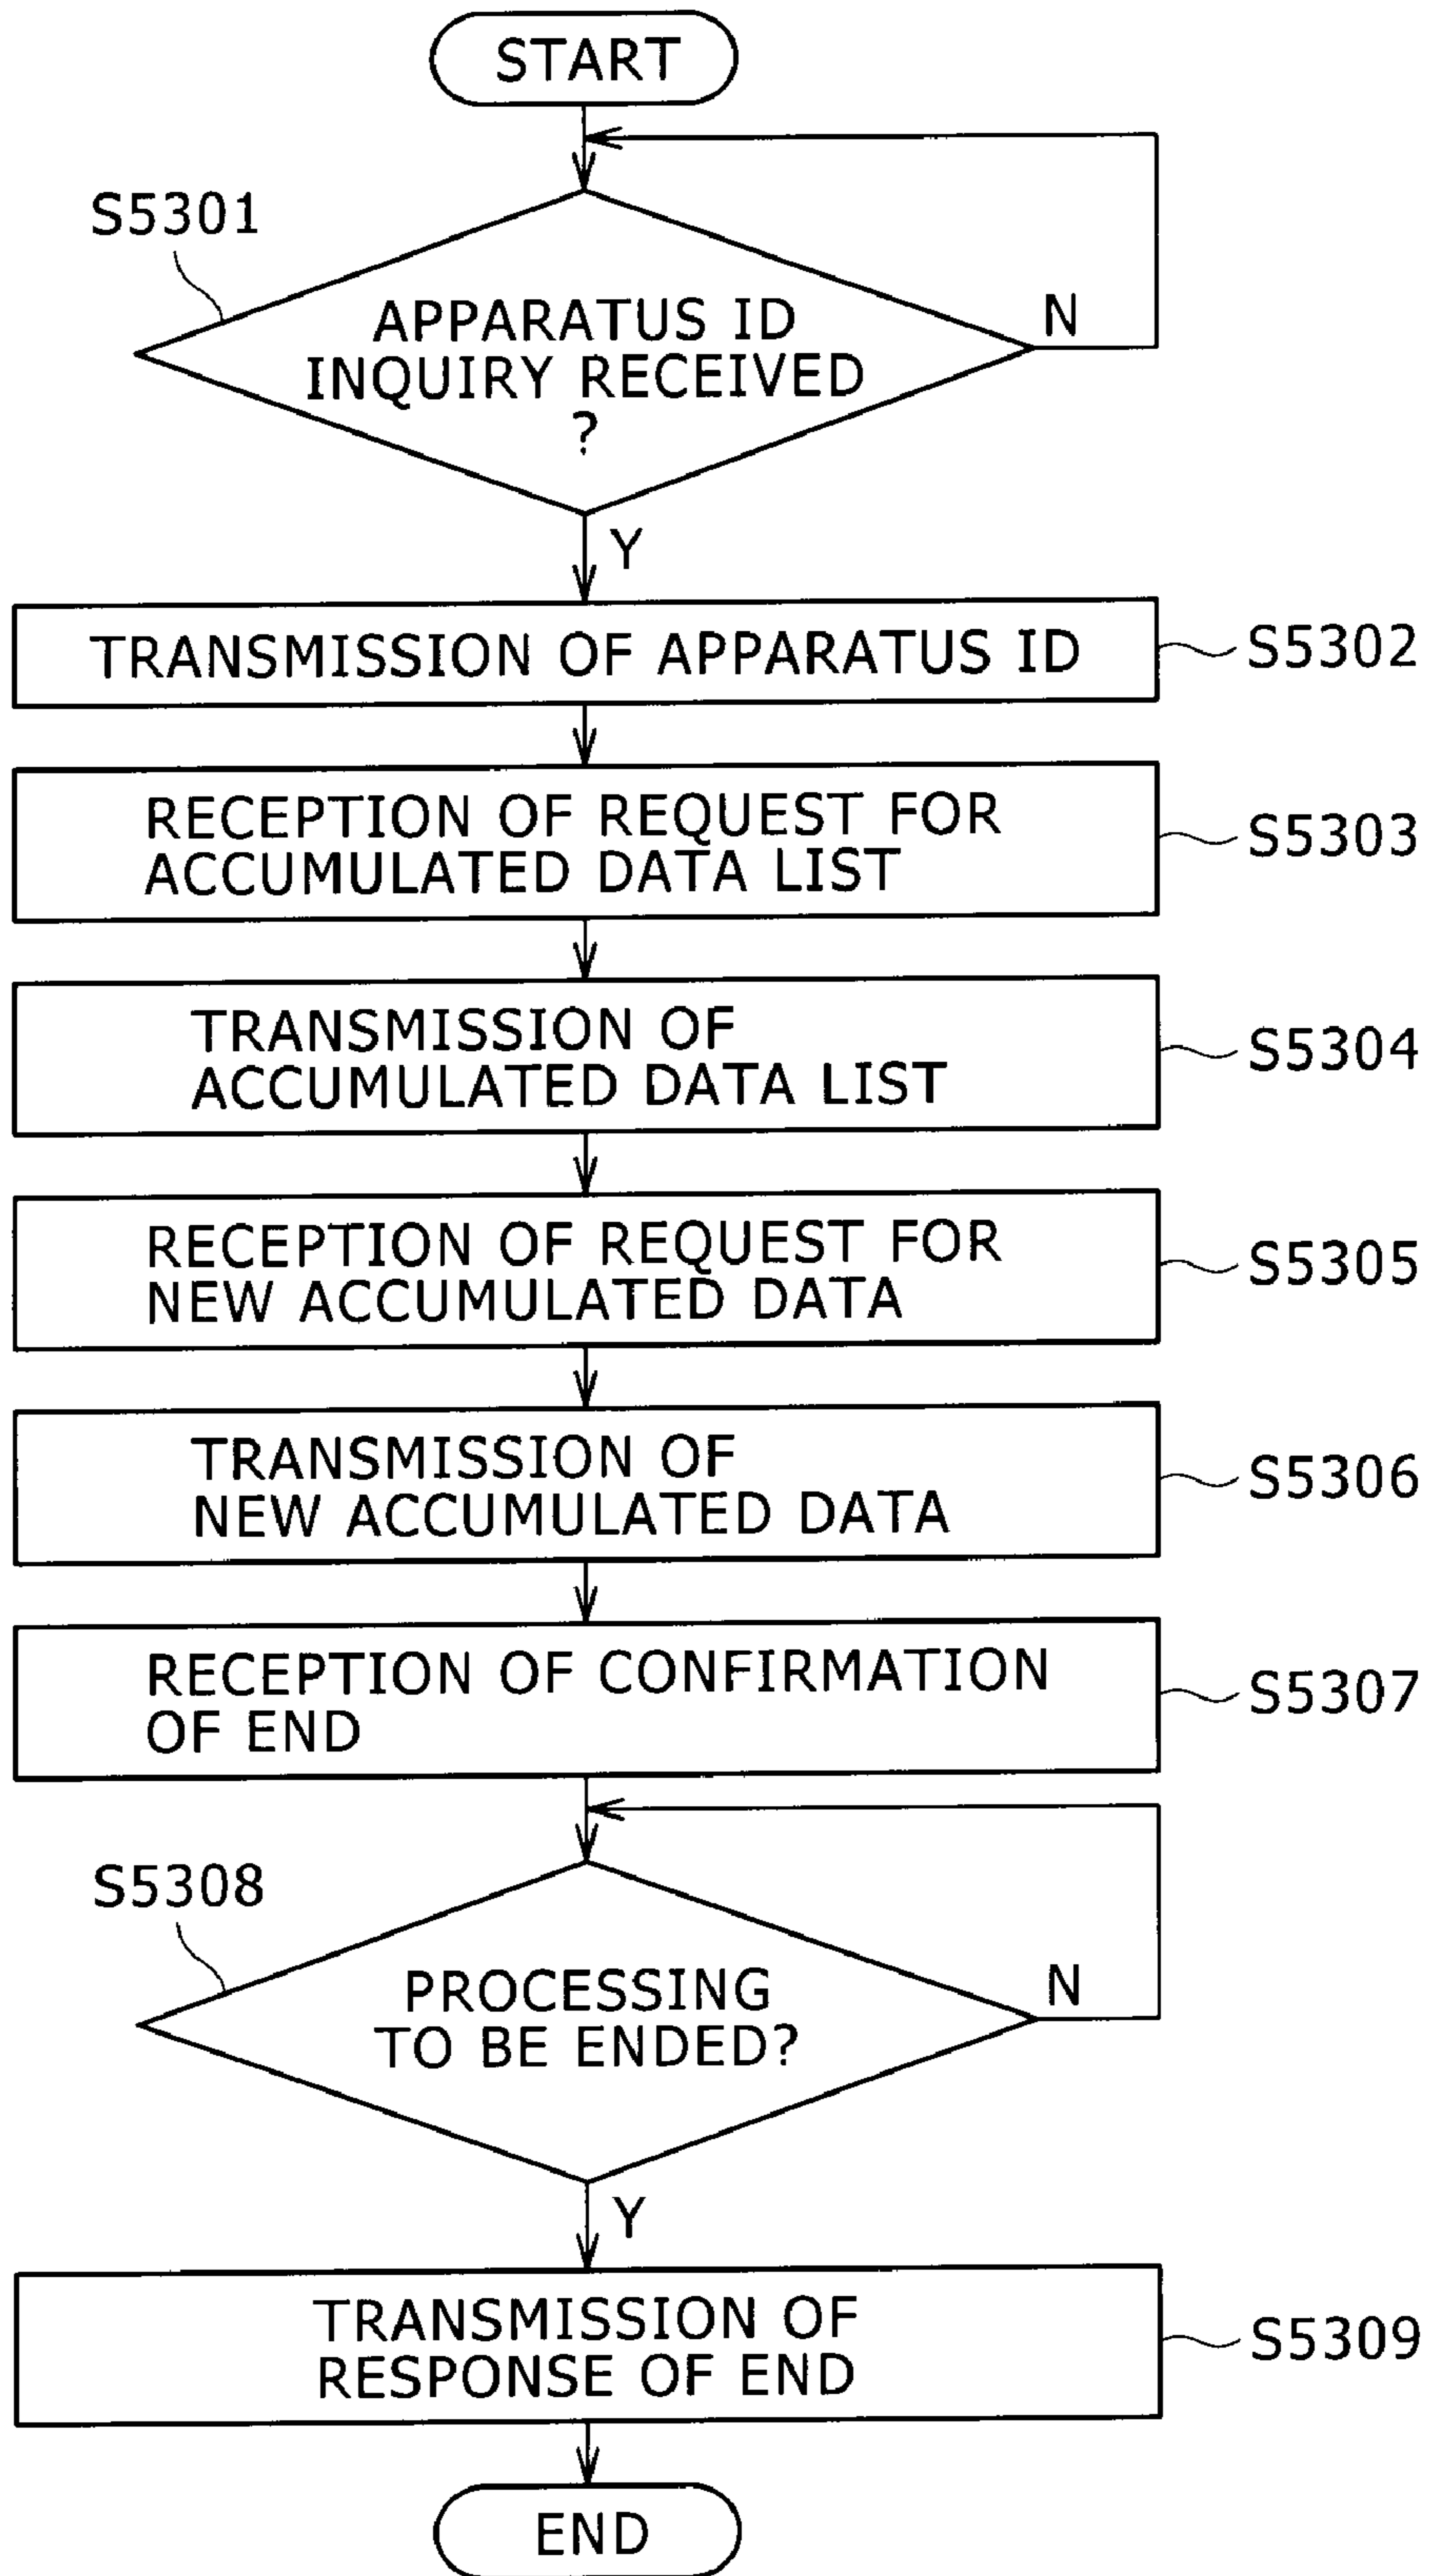 START
S5301
APPARATUS ID
INQUIRY RECEIVED
?
N
Y
TRANSMISSION OF APPARATUS ID
S5302
RECEPTION OF REQUEST FOR
ACCUMULATED DATA LIST
S5303
TRANSMISSION OF
ACCUMULATED DATA LIST
S5304
RECEPTION OF REQUEST FOR
NEW ACCUMULATED DATA
S5305
TRANSMISSION OF
NEW ACCUMULATED DATA
S5306
RECEPTION OF CONFIRMATION
OF END
S5307
S5308
PROCESSING
TO BE ENDED?
N
Y
TRANSMISSION OF
RESPONSE OF END
S5309
END